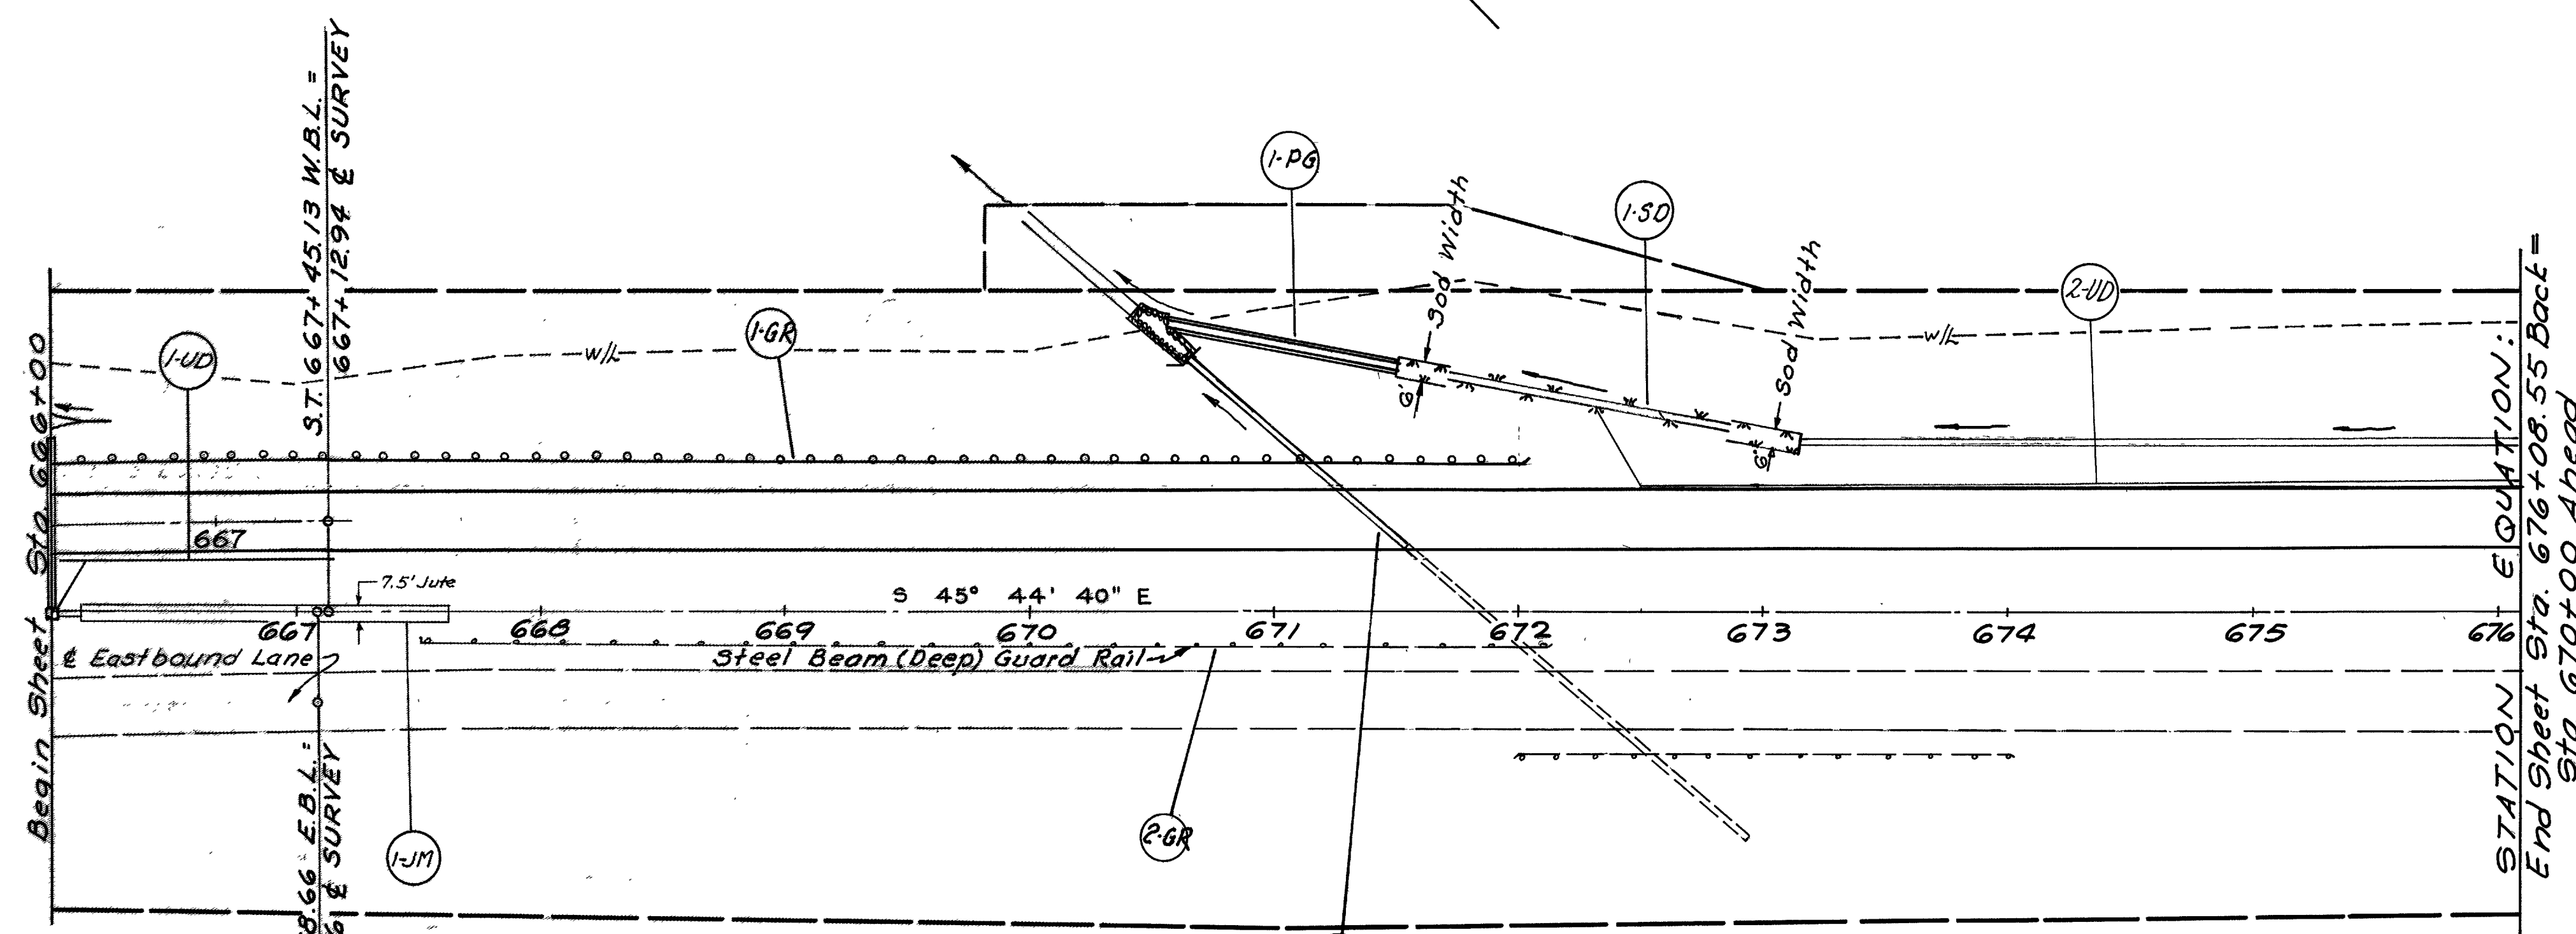 S.T. 667+45.13 W.B.L. =
667+12.94 ℄ SURVEY
1-PG
1-SD
Sod Width
Sod Width
2-UD
1-GR
1-UD
W/L
W/L
6'
6'
667
7.5' Jute
S 45° 44' 40" E
667
668
669
670
671
672
673
674
675
676
℄ Eastbound Lane
Steel Beam (Deep) Guard Rail
2-GR
1-JM
8.66 E.B.L. =
6 ℄ SURVEY
Begin Sheet Sta. 666+00
STATION EQUATION:
End Sheet Sta. 676+08.55 Back =
Sta. 670+00 Ahead